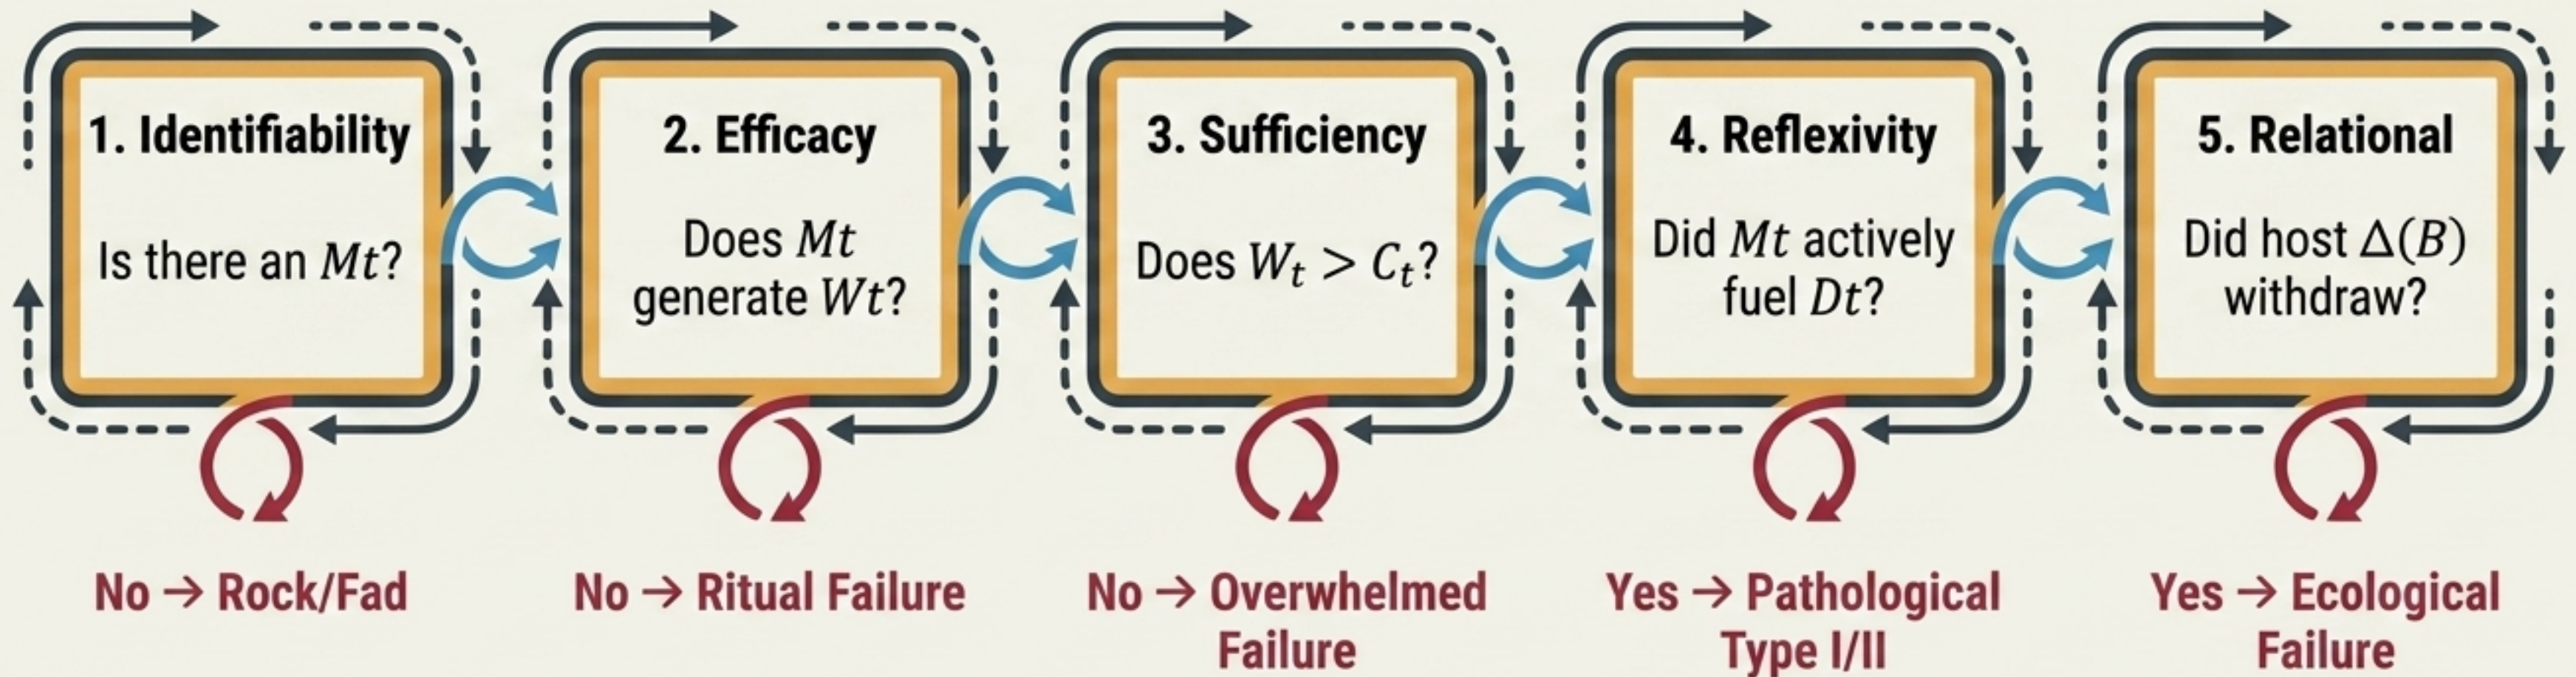 1. Identifiability
Is there an Mt?
No → Rock/Fad
2. Efficacy
Does Mt
generate Wt?
No → Ritual Failure
3. Sufficiency
Does Wₜ > Cₜ?
No → Overwhelmed
Failure
4. Reflexivity
Did Mt actively
fuel Dt?
Yes → Pathological
Type I/II
5. Relational
Did host Δ(B)
withdraw?
Yes → Ecological
Failure